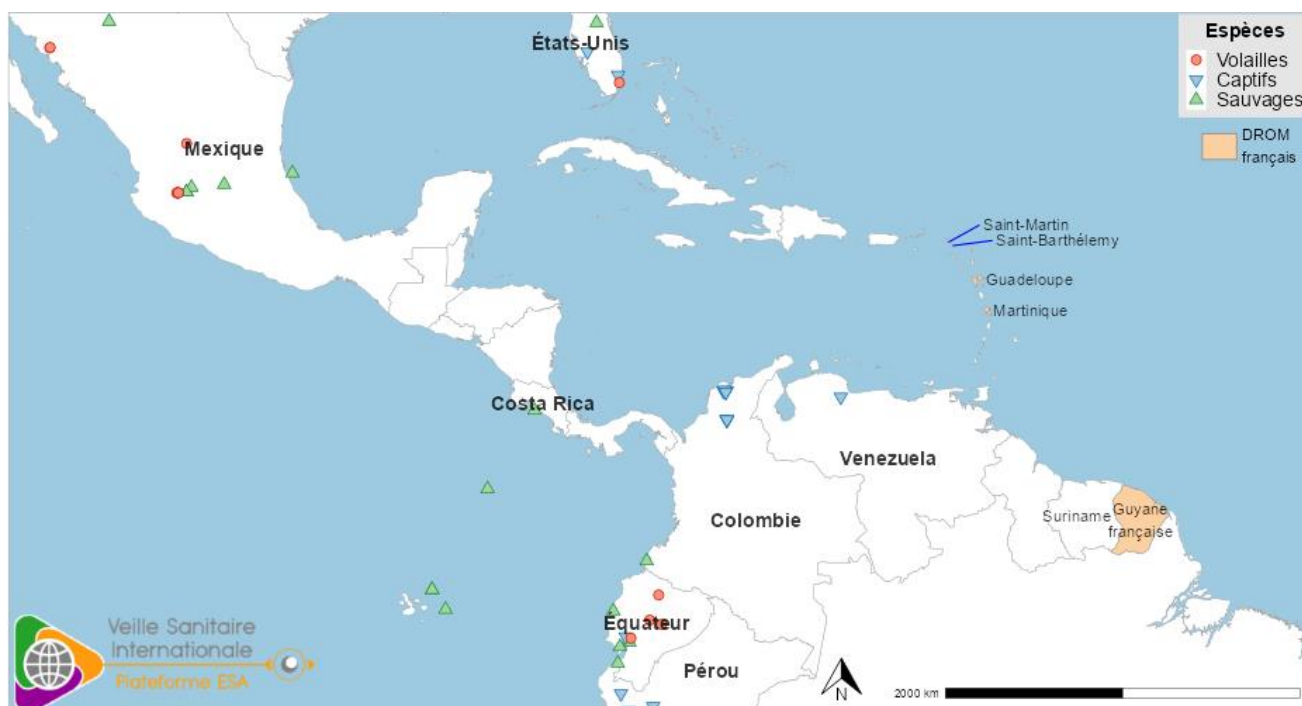 Espèces
Volailles
Captifs
Sauvages
DROM
français
États-Unis
Mexique
Saint-Martin
Saint-Barthélemy
Guadeloupe
Martinique
Costa Rica
Venezuela
Colombie
Suriname
Guyane
française
Équateur
Pérou
Veille Sanitaire
Internationale
Plateforme ESA
N
2000 km